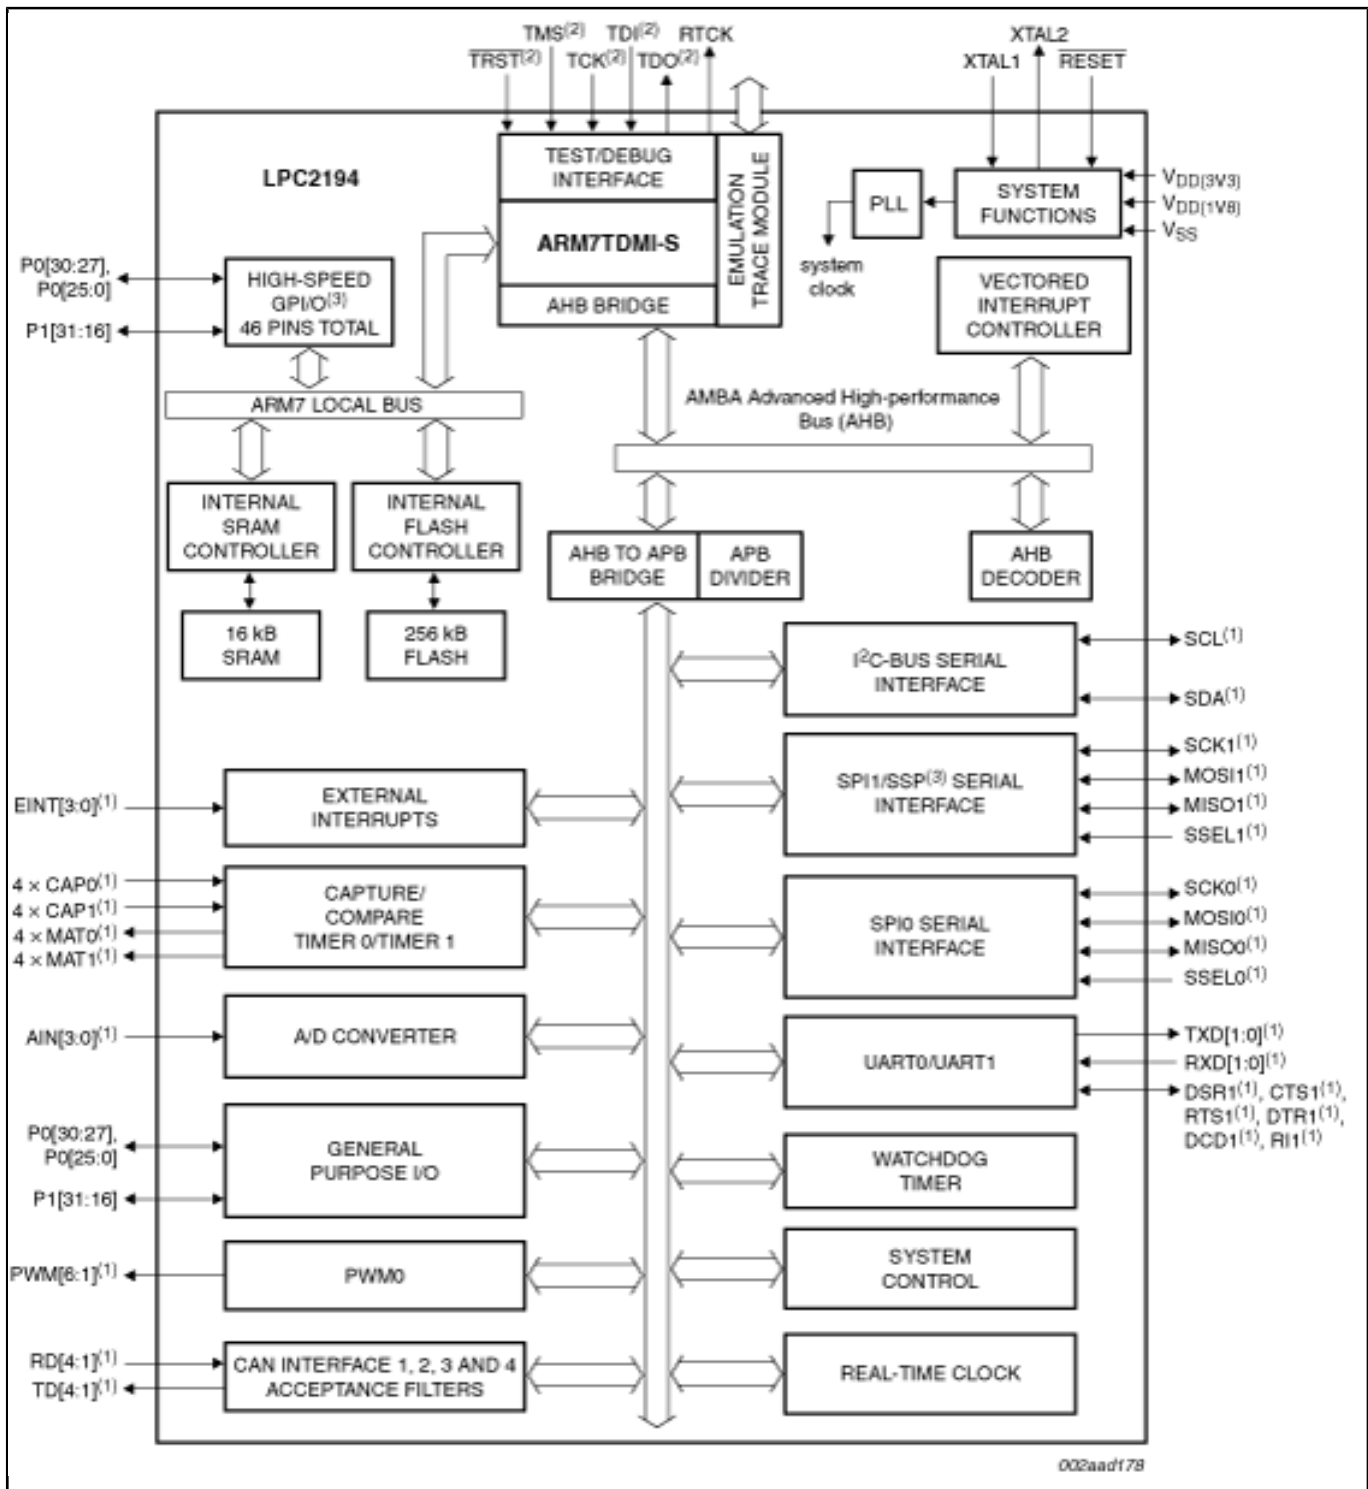 TMS(2) TDI(2) RTCK
TRST(2) TCK(2) TDO(2)
XTAL2
XTAL1 RESET
LPC2194
TEST/DEBUG
INTERFACE
ARM7TDMI-S
AHB BRIDGE
EMULATION
TRACE MODULE
PLL
system
clock
SYSTEM
FUNCTIONS
VDD(3V3)
VDD(1V8)
VSS
P0[30:27],
P0[25:0]
P1[31:16]
HIGH-SPEED
GPI/O(3)
46 PINS TOTAL
VECTORED
INTERRUPT
CONTROLLER
ARM7 LOCAL BUS
AMBA Advanced High-performance
Bus (AHB)
INTERNAL
SRAM
CONTROLLER
INTERNAL
FLASH
CONTROLLER
16 kB
SRAM
256 kB
FLASH
AHB TO APB
BRIDGE
APB
DIVIDER
AHB
DECODER
I2C-BUS SERIAL
INTERFACE
SCL(1)
SDA(1)
SPI1/SSP(3) SERIAL
INTERFACE
SCK1(1)
MOSI1(1)
MISO1(1)
SSEL1(1)
EINT[3:0](1)
EXTERNAL
INTERRUPTS
4 × CAP0(1)
4 × CAP1(1)
4 × MAT0(1)
4 × MAT1(1)
CAPTURE/
COMPARE
TIMER 0/TIMER 1
SPI0 SERIAL
INTERFACE
SCK0(1)
MOSI0(1)
MISO0(1)
SSEL0(1)
AIN[3:0](1)
A/D CONVERTER
UART0/UART1
TXD[1:0](1)
RXD[1:0](1)
DSR1(1), CTS1(1),
RTS1(1), DTR1(1),
DCD1(1), RI1(1)
P0[30:27],
P0[25:0]
P1[31:16]
GENERAL
PURPOSE I/O
WATCHDOG
TIMER
PWM[6:1](1)
PWM0
SYSTEM
CONTROL
RD[4:1](1)
TD[4:1](1)
CAN INTERFACE 1, 2, 3 AND 4
ACCEPTANCE FILTERS
REAL-TIME CLOCK
002aad178